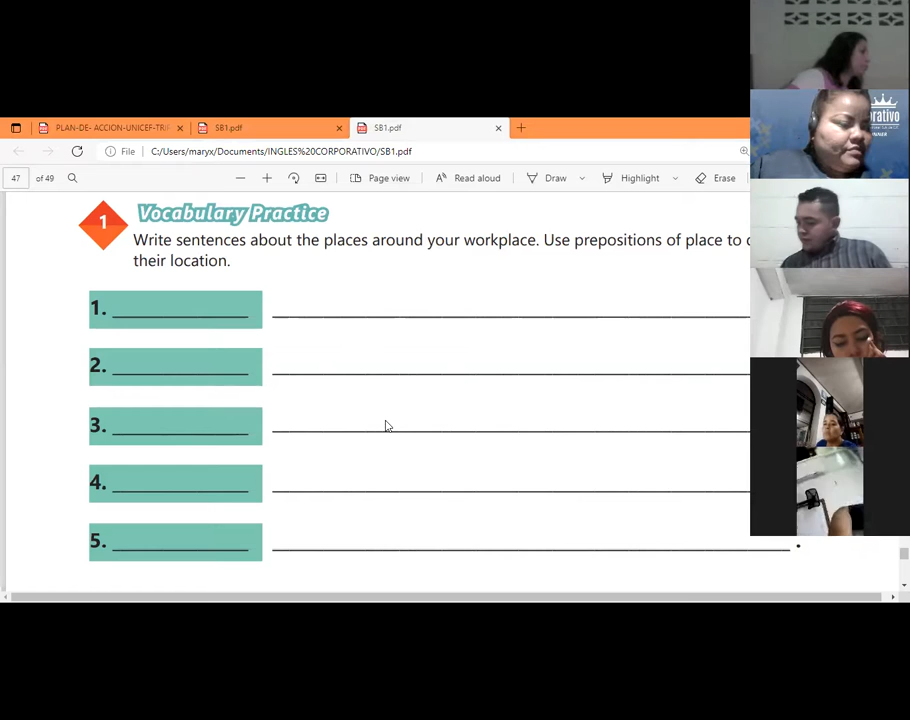 PLAN-DE- ACCION-UNICEF-TRI
SB1.pdf
SB1.pdf
File
C:/Users/maryx/Documents/INGLES%20CORPORATIVO/SB1.pdf
47 of 49
Page view
Read aloud
Draw
Highlight
Erase
1 Vocabulary Practice
Write sentences about the places around your workplace. Use prepositions of place to
their location.
1.
2.
3.
4.
5.